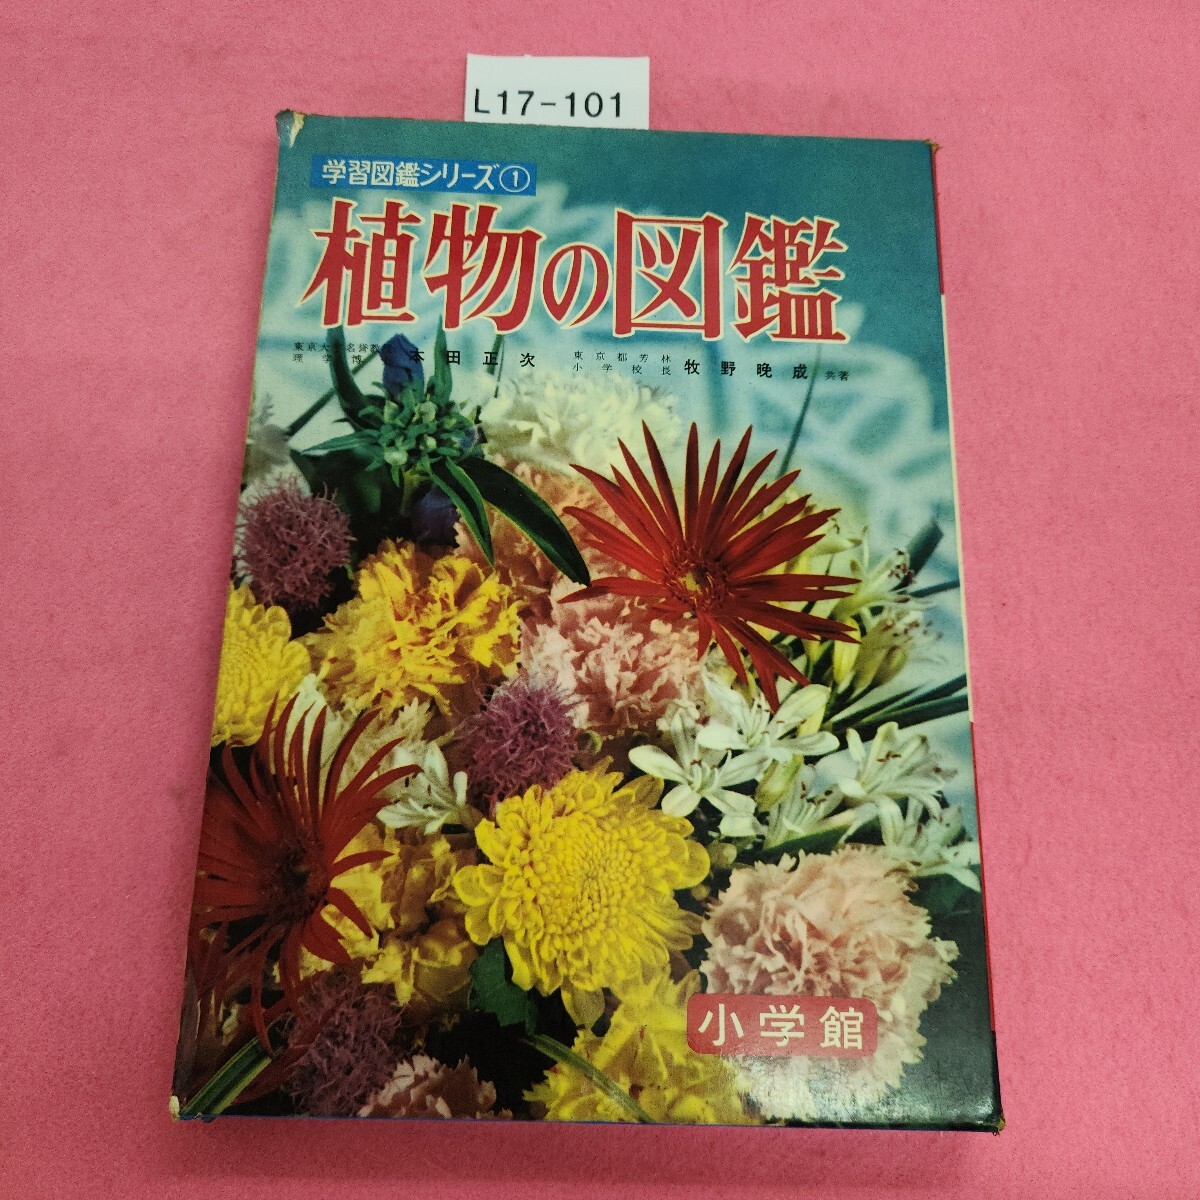 L17-101
学習図鑑シリーズ①
植物の図鑑
東京大学名誉教授
理学博士
本田正次
東京都芳林
小学校長
牧野晩成 共著
小学館